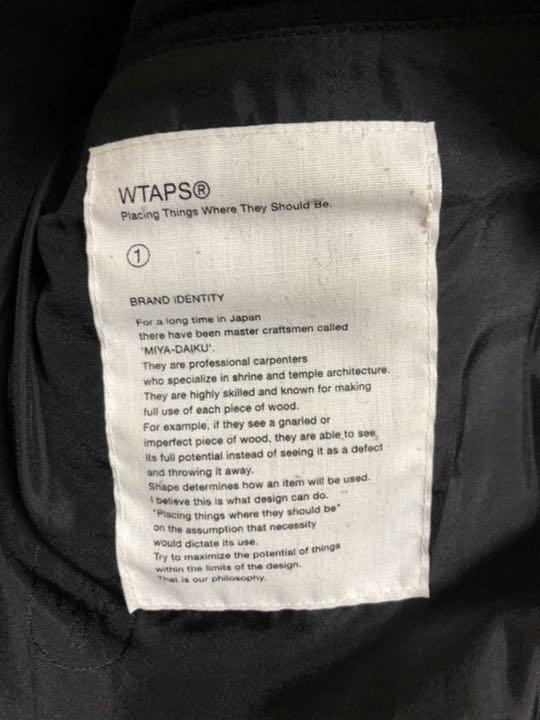 WTAPS®
Placing Things Where They Should Be.
①
BRAND IDENTITY
For a long time in Japan
there have been master craftsmen called
'MIYA-DAIKU'.
They are professional carpenters
who specialize in shrine and temple architecture.
They are highly skilled and known for making
full use of each piece of wood.
For example, if they see a gnarled or
imperfect piece of wood, they are able to see
its full potential instead of seeing it as a defect
and throwing it away.
Shape determines how an item will be used.
I believe this is what design can do.
"Placing things where they should be"
on the assumption that necessity
would dictate its use.
Try to maximize the potential of things
within the limits of the design.
That is our philosophy.